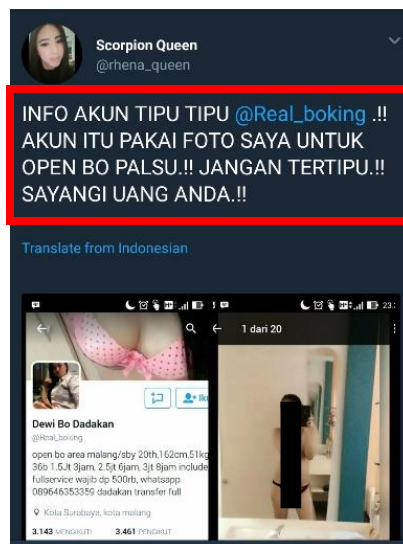 Scorpion Queen
@rhena_queen
INFO AKUN TIPU TIPU @Real_boking .!!
AKUN ITU PAKAI FOTO SAYA UNTUK
OPEN BO PALSU.!! JANGAN TERTIPU.!!
SAYANGI UANG ANDA.!!
Translate from Indonesian
1 dari 20
Dewi Bo Dadakan
@Real_boking
open bo area malang/sby 20th,162cm,51kg
36b 1.5Jt 3jam, 2.5jt 6jam, 3jt 8jam include
fullservice wajib dp 500rb, whatsapp
089646353359 dadakan transfer full
Kota Surabaya, kota malang
3.143 MENGIKUTI 3.461 PENGIKUT